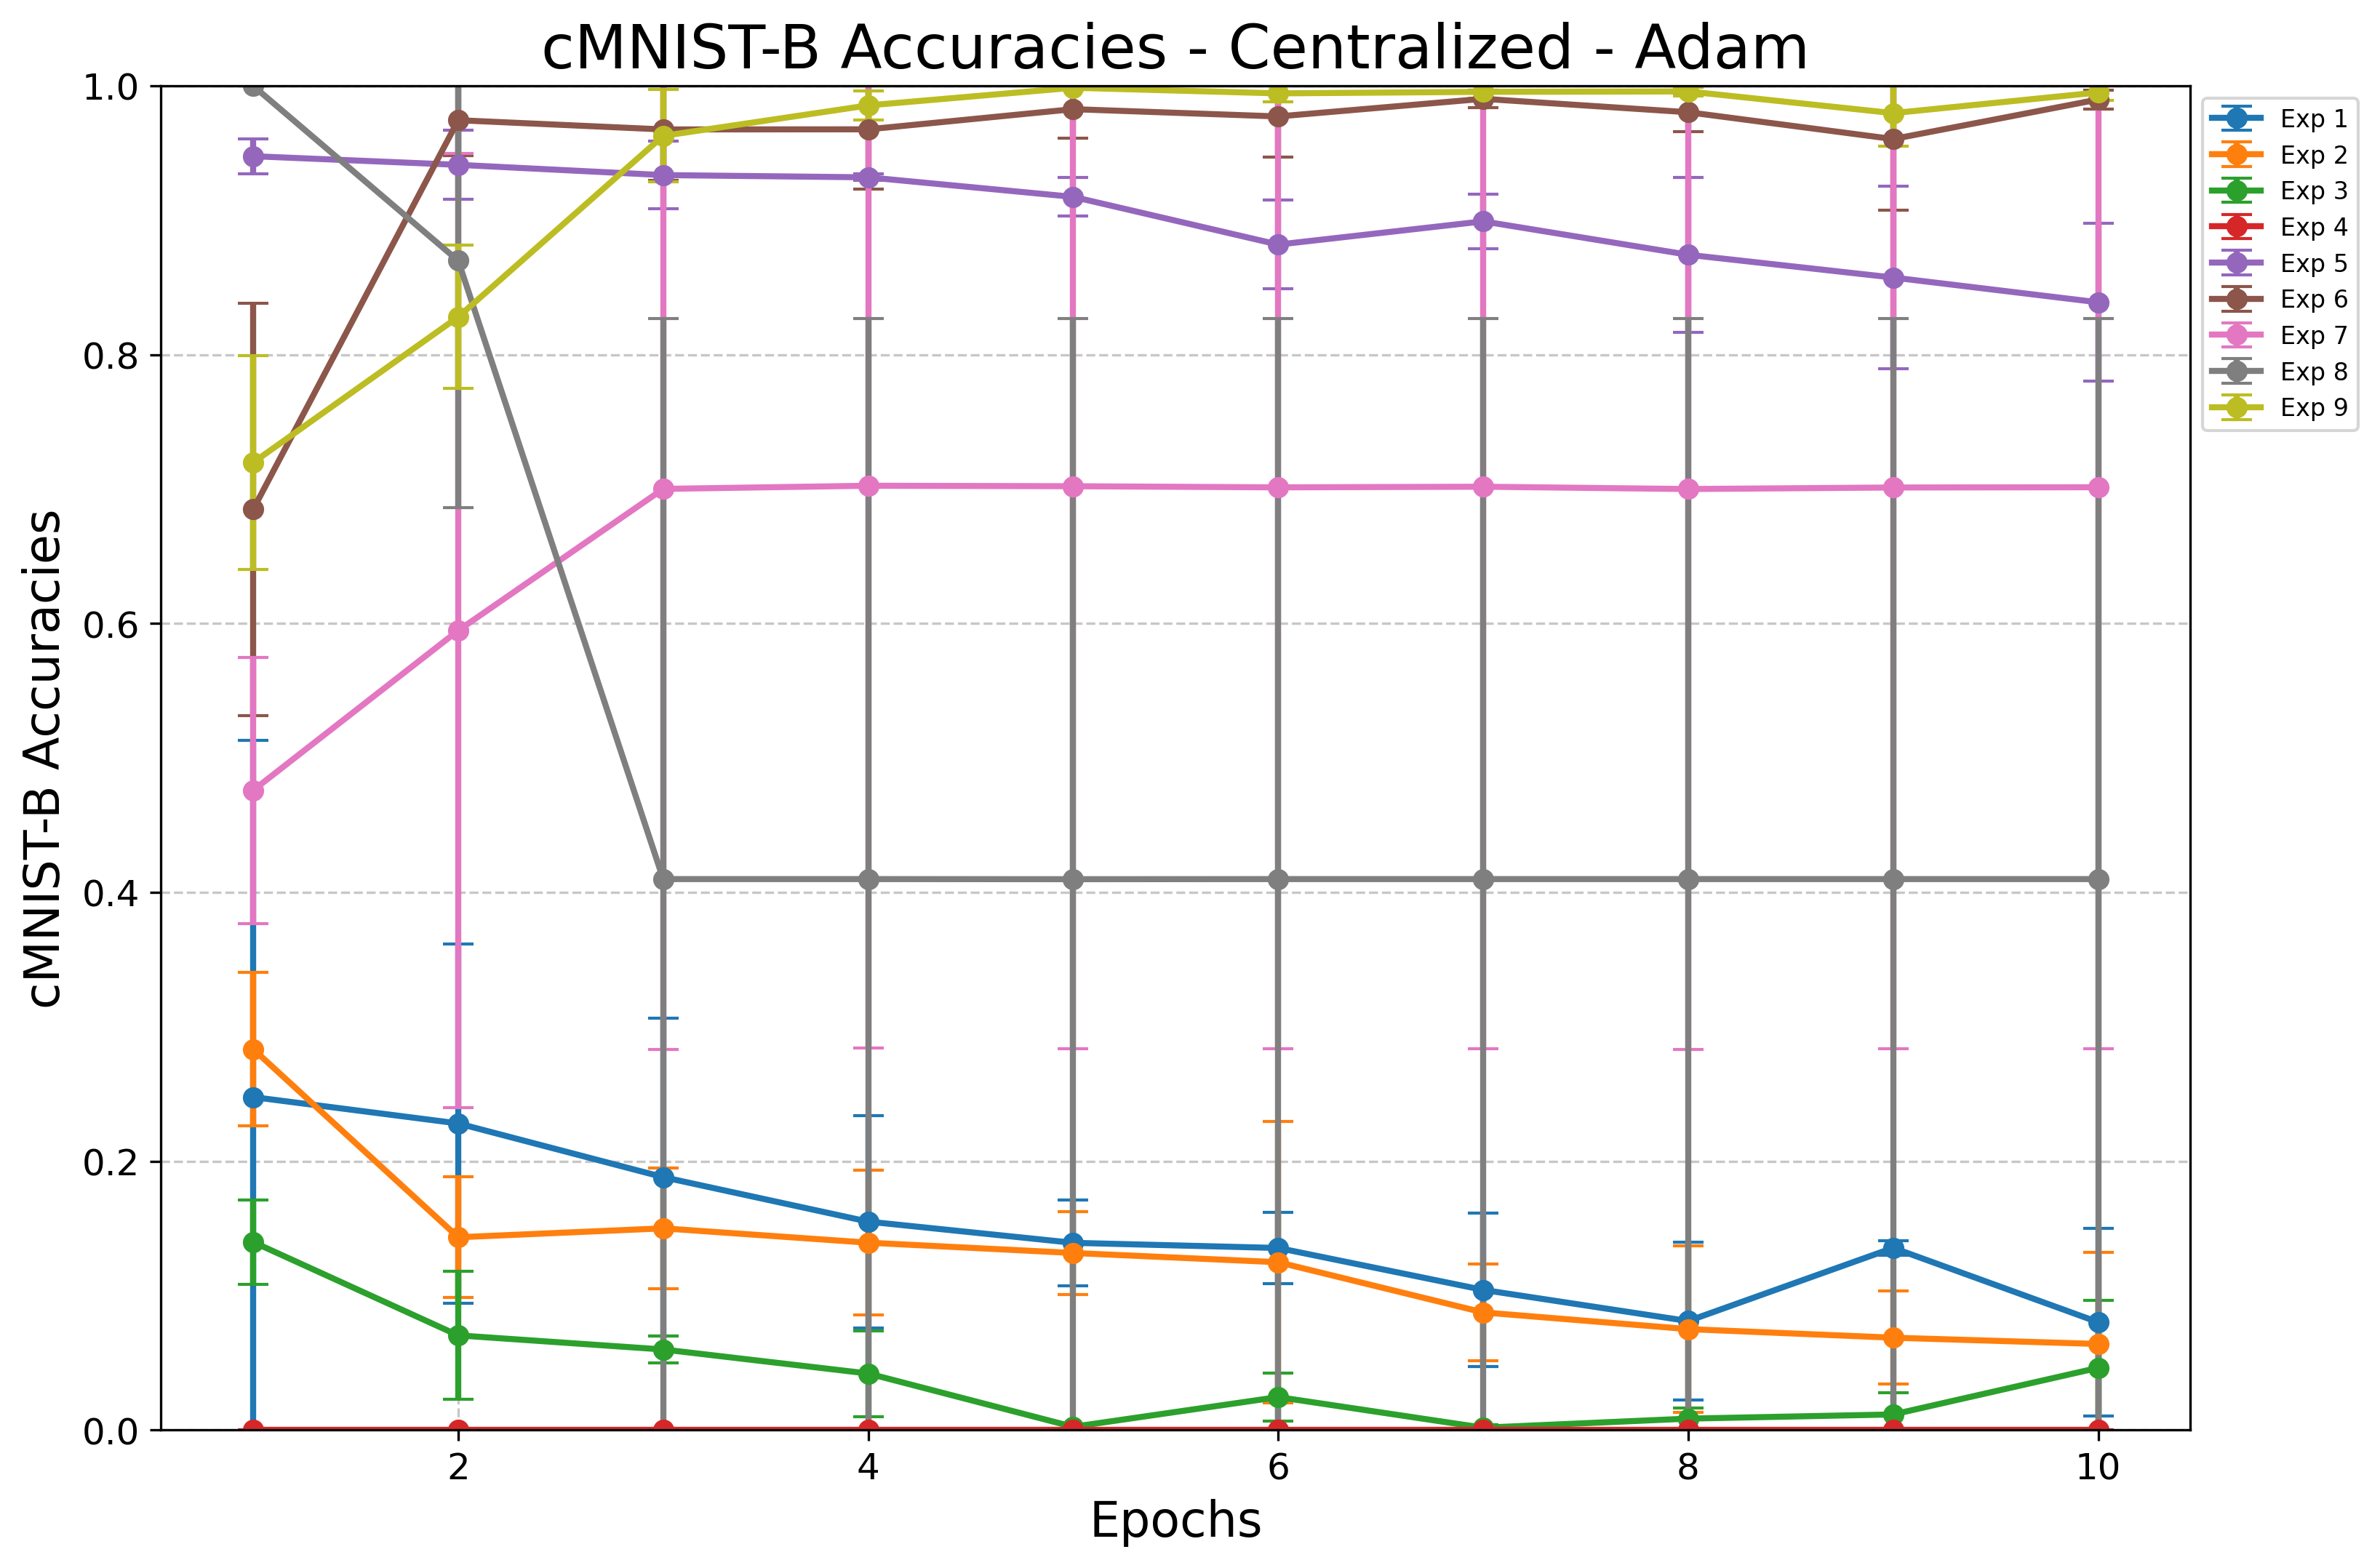 cMNIST-B Accuracies - Centralized - Adam
cMNIST-B Accuracies
1.0
0.8
0.6
0.4
0.2
0.0
2
4
6
8
10
Epochs
Exp 1
Exp 2
Exp 3
Exp 4
Exp 5
Exp 6
Exp 7
Exp 8
Exp 9